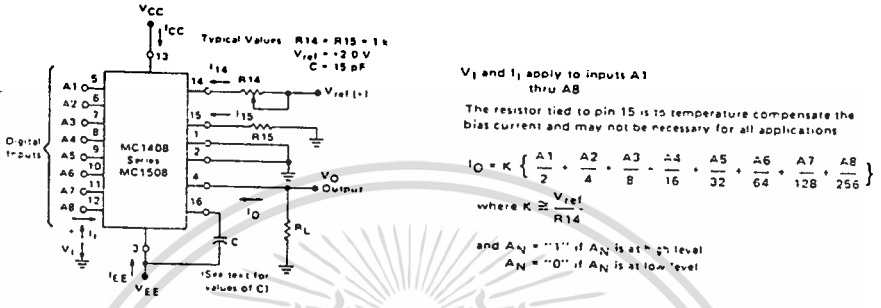 VCC
ICC
13
Typical Values R14 = R15 = 1 k
Vref = +2.0 V
C = 15 pF
Digital Inputs
A1 5
A2 6
A3 7
A4 8
A5 9
A6 10
A7 11
A8 12
MC1408
Series
MC1508
14
I14
R14
Vref (+)
15
I15
R15
1
2
4
VO
Output
IO
16
RL
C
(See text for
values of C)
3
+ II
VI
IEE
VEE
VI and II apply to inputs A1
thru A8
The resistor tied to pin 15 is to temperature compensate the
bias current and may not be necessary for all applications
IO = K { A1/2 + A2/4 + A3/8 + A4/16 + A5/32 + A6/64 + A7/128 + A8/256 }
where K ≅ Vref/R14
and AN = "1" if AN is at high level
AN = "0" if AN is at low level